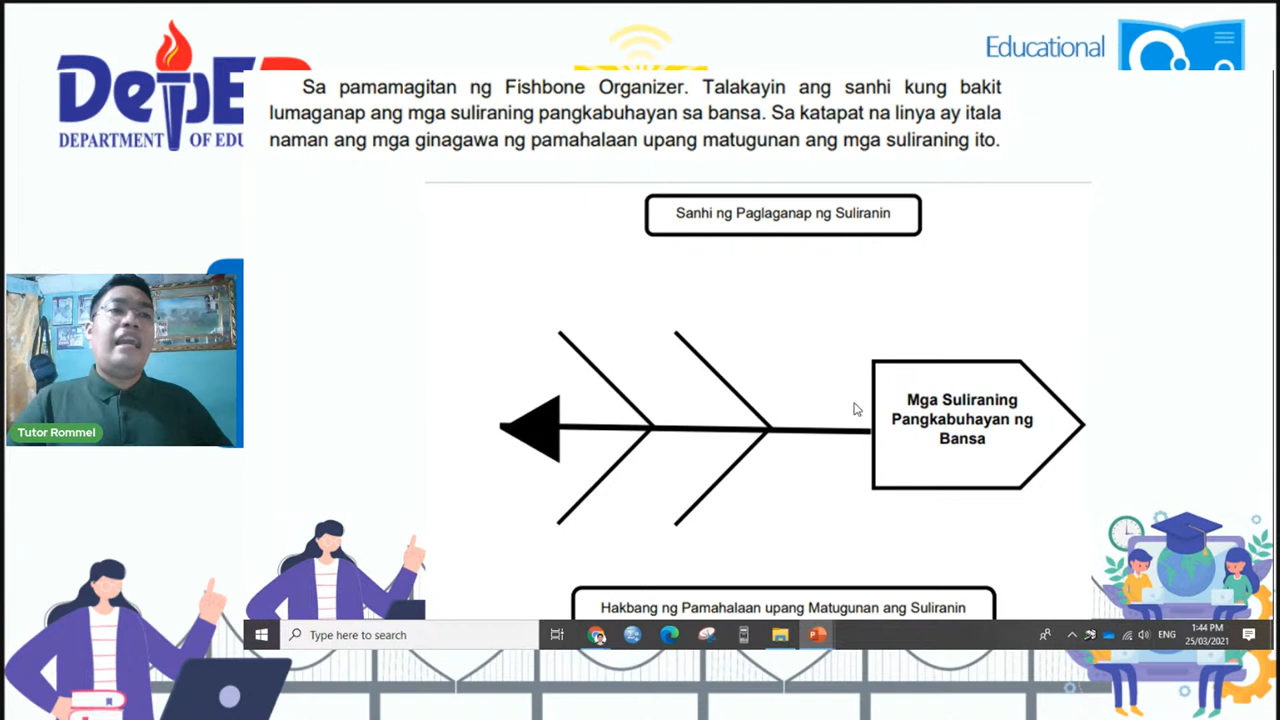 DepE
DEPARTMENT OF EDU
Educational
Sa pamamagitan ng Fishbone Organizer. Talakayin ang sanhi kung bakit
lumaganap ang mga suliraning pangkabuhayan sa bansa. Sa katapat na linya ay itala
naman ang mga ginagawa ng pamahalaan upang matugunan ang mga suliraning ito.
Sanhi ng Paglaganap ng Suliranin
Mga Suliraning
Pangkabuhayan ng
Bansa
Tutor Rommel
Hakbang ng Pamahalaan upang Matugunan ang Suliranin
Type here to search
ENG
1:44 PM
25/03/2021